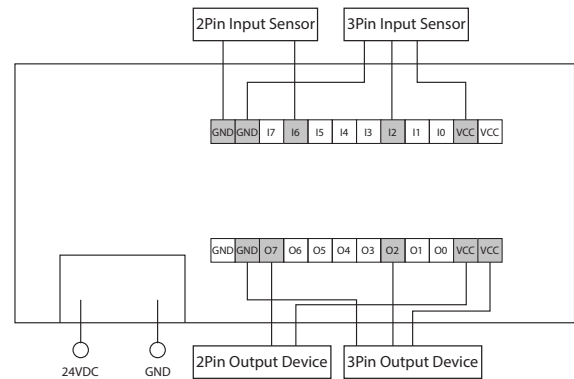 2Pin Input Sensor 3Pin Input Sensor
GND GND I7 I6 I5 I4 I3 I2 I1 I0 VCC VCC
GND GND O7 O6 O5 O4 O3 O2 O1 O0 VCC VCC
2Pin Output Device 3Pin Output Device
24VDC GND